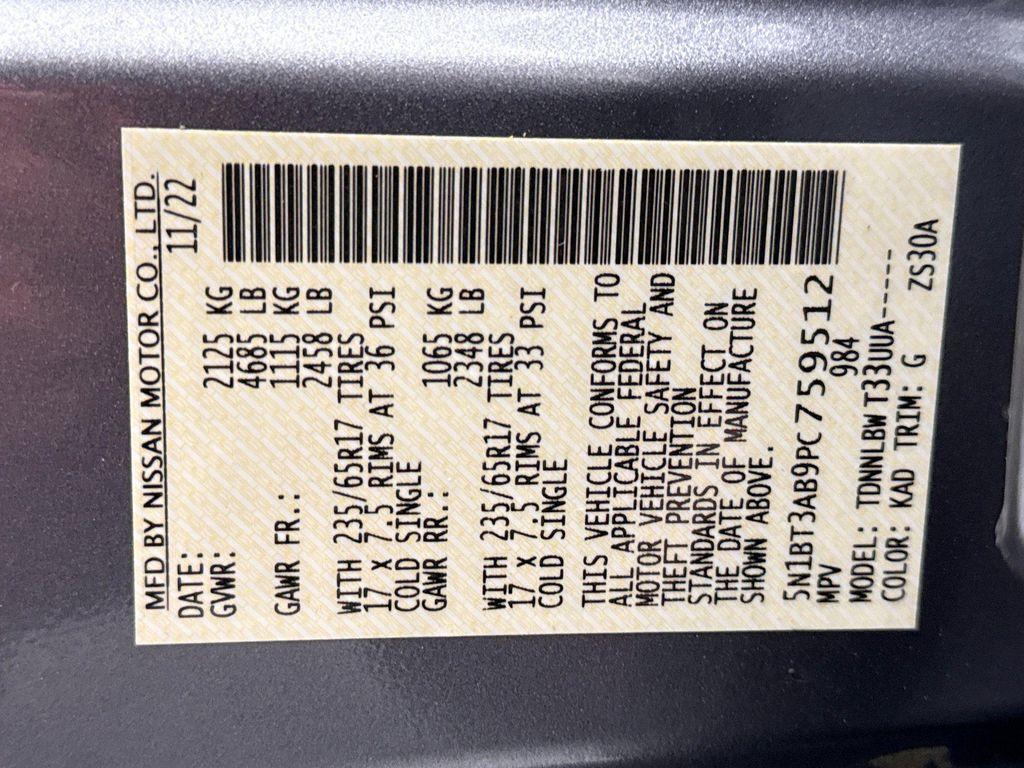 MFD BY NISSAN MOTOR CO., LTD.
DATE: 11/22
GVWR: 2125 KG
4685 LB
GAWR FR.: 1115 KG
2458 LB
WITH 235/65R17 TIRES
17 X 7.5 RIMS AT 36 PSI
COLD SINGLE
GAWR RR.: 1065 KG
2348 LB
WITH 235/65R17 TIRES
17 X 7.5 RIMS AT 33 PSI
COLD SINGLE
THIS VEHICLE CONFORMS TO
ALL APPLICABLE FEDERAL
MOTOR VEHICLE SAFETY AND
THEFT PREVENTION
STANDARDS IN EFFECT ON
THE DATE OF MANUFACTURE
SHOWN ABOVE.
5N1BT3AB9PC759512
MPV 984
MODEL: TDNNLBW T33UUA-----
COLOR: KAD TRIM: G ZS30A